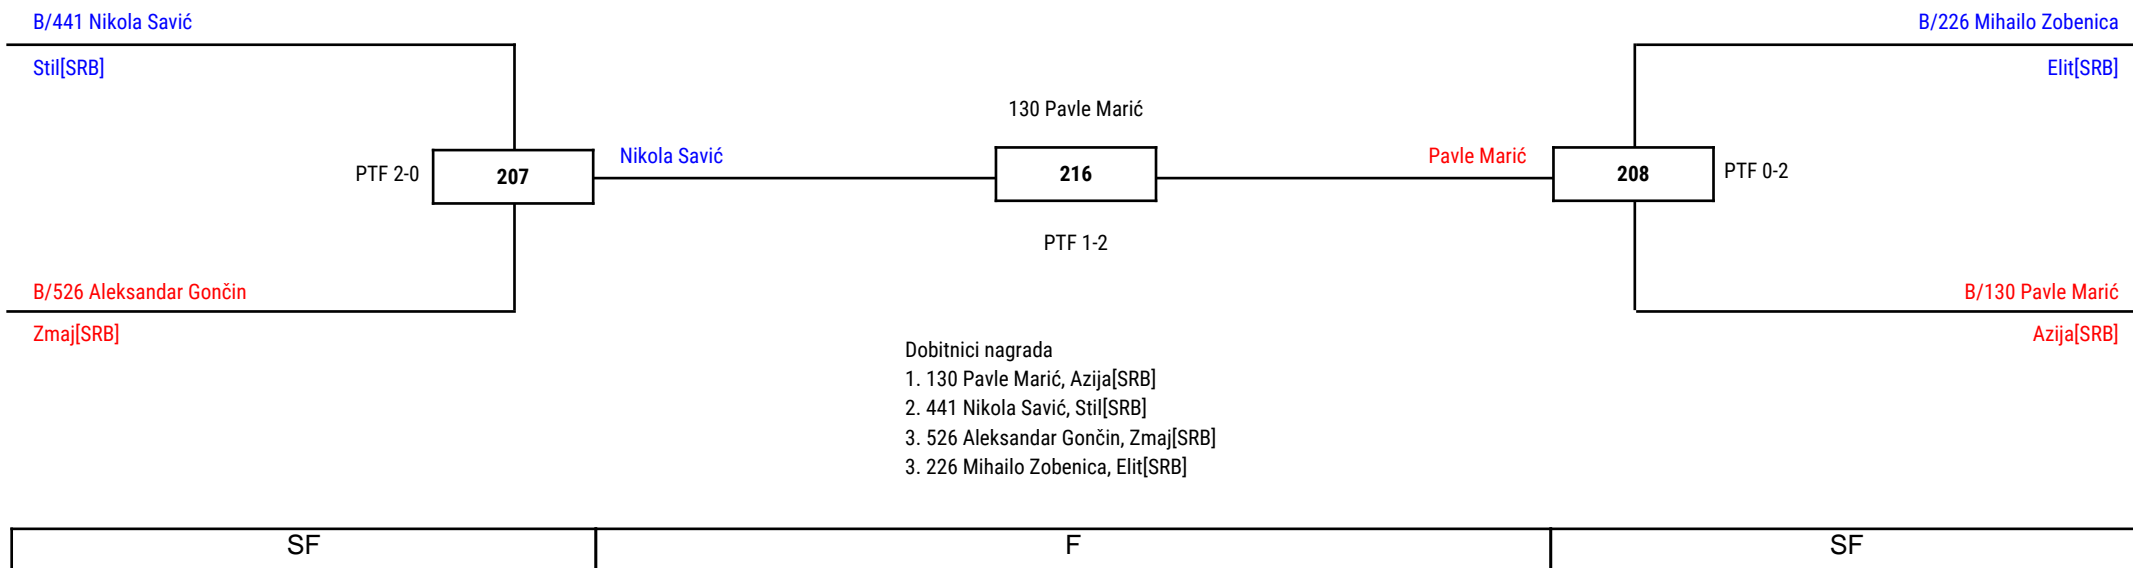 B/441 Nikola Savić
Stil[SRB]
B/226 Mihailo Zobenica
Elit[SRB]
130 Pavle Marić
PTF 2-0
207
Nikola Savić
216
Pavle Marić
208
PTF 0-2
PTF 1-2
B/526 Aleksandar Gončin
Zmaj[SRB]
B/130 Pavle Marić
Azija[SRB]
Dobitnici nagrada
1. 130 Pavle Marić, Azija[SRB]
2. 441 Nikola Savić, Stil[SRB]
3. 526 Aleksandar Gončin, Zmaj[SRB]
3. 226 Mihailo Zobenica, Elit[SRB]
SF
F
SF